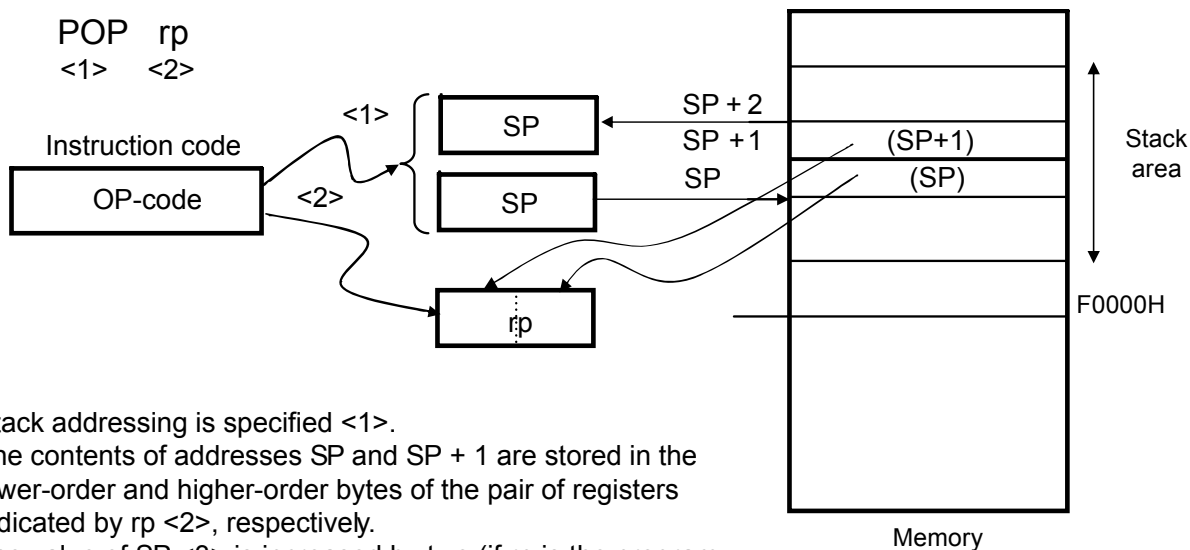 POP rp
<1> <2>
Instruction code
OP-code
<1>
<2>
SP
SP
rp
SP + 2
SP + 1
SP
(SP+1)
(SP)
Stack
area
F0000H
Memory
tack addressing is specified <1>.
he contents of addresses SP and SP + 1 are stored in the
wer-order and higher-order bytes of the pair of registers
dicated by rp <2>, respectively.